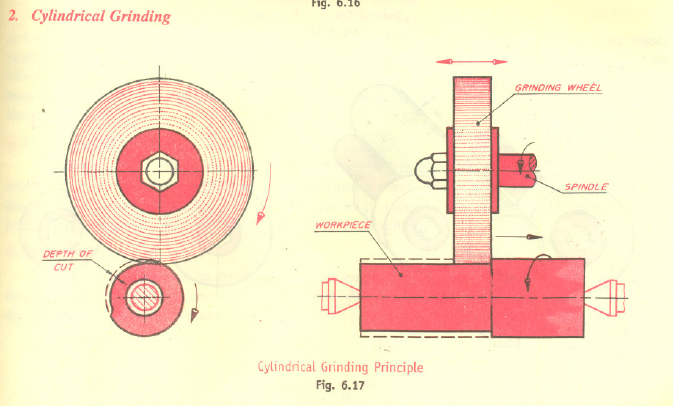 Fig. 6.16
2. Cylindrical Grinding
GRINDING WHEEL
SPINDLE
WORKPIECE
DEPTH OF
CUT
Cylindrical Grinding Principle
Fig. 6.17